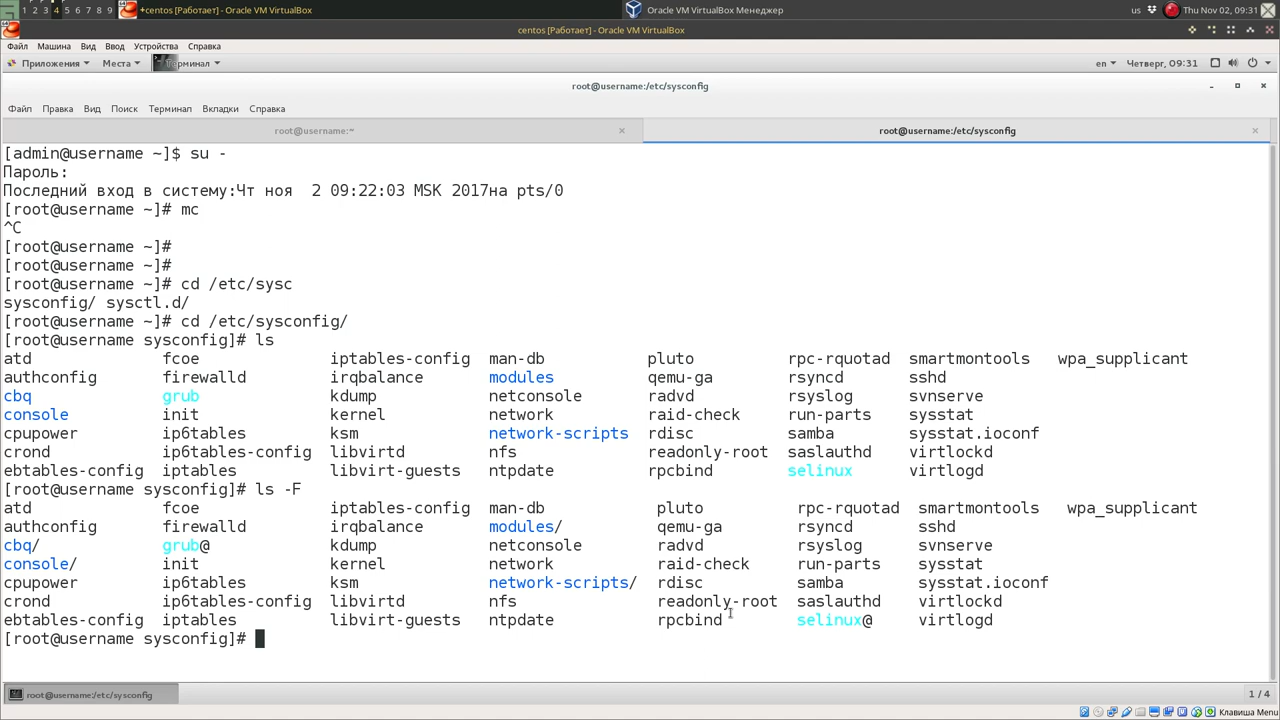 1 2 3 4 5 6 7 8 9 *centos [Работает] - Oracle VM VirtualBox Oracle VM VirtualBox Менеджер us Thu Nov 02, 09:31
centos [Работает] - Oracle VM VirtualBox
Файл Машина Вид Ввод Устройства Справка
Приложения Места Терминал en Четверг, 09:31
root@username:/etc/sysconfig
Файл Правка Вид Поиск Терминал Вкладки Справка
root@username:~ root@username:/etc/sysconfig
[admin@username ~]$ su -
Пароль:
Последний вход в систему:Чт ноя  2 09:22:03 MSK 2017на pts/0
[root@username ~]# mc
^C
[root@username ~]#
[root@username ~]#
[root@username ~]# cd /etc/sysc
sysconfig/ sysctl.d/
[root@username ~]# cd /etc/sysconfig/
[root@username sysconfig]# ls
atd fcoe iptables-config man-db pluto rpc-rquotad smartmontools wpa_supplicant
authconfig firewalld irqbalance modules qemu-ga rsyncd sshd
cbq grub kdump netconsole radvd rsyslog svnserve
console init kernel network raid-check run-parts sysstat
cpupower ip6tables ksm network-scripts rdisc samba sysstat.ioconf
crond ip6tables-config libvirtd nfs readonly-root saslauthd virtlockd
ebtables-config iptables libvirt-guests ntpdate rpcbind selinux virtlogd
[root@username sysconfig]# ls -F
atd fcoe iptables-config man-db pluto rpc-rquotad smartmontools wpa_supplicant
authconfig firewalld irqbalance modules/ qemu-ga rsyncd sshd
cbq/ grub@ kdump netconsole radvd rsyslog svnserve
console/ init kernel network raid-check run-parts sysstat
cpupower ip6tables ksm network-scripts/ rdisc samba sysstat.ioconf
crond ip6tables-config libvirtd nfs readonly-root saslauthd virtlockd
ebtables-config iptables libvirt-guests ntpdate rpcbind selinux@ virtlogd
[root@username sysconfig]#
root@username:/etc/sysconfig 1 / 4
Клавиша Menu